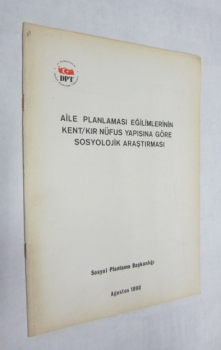 DPT
AİLE PLANLAMASI EĞİLİMLERİNİN
KENT/KIR NÜFUS YAPISINA GÖRE
SOSYOLOJİK ARAŞTIRMASI
Sosyal Planlama Başkanlığı
Ağustos 1992